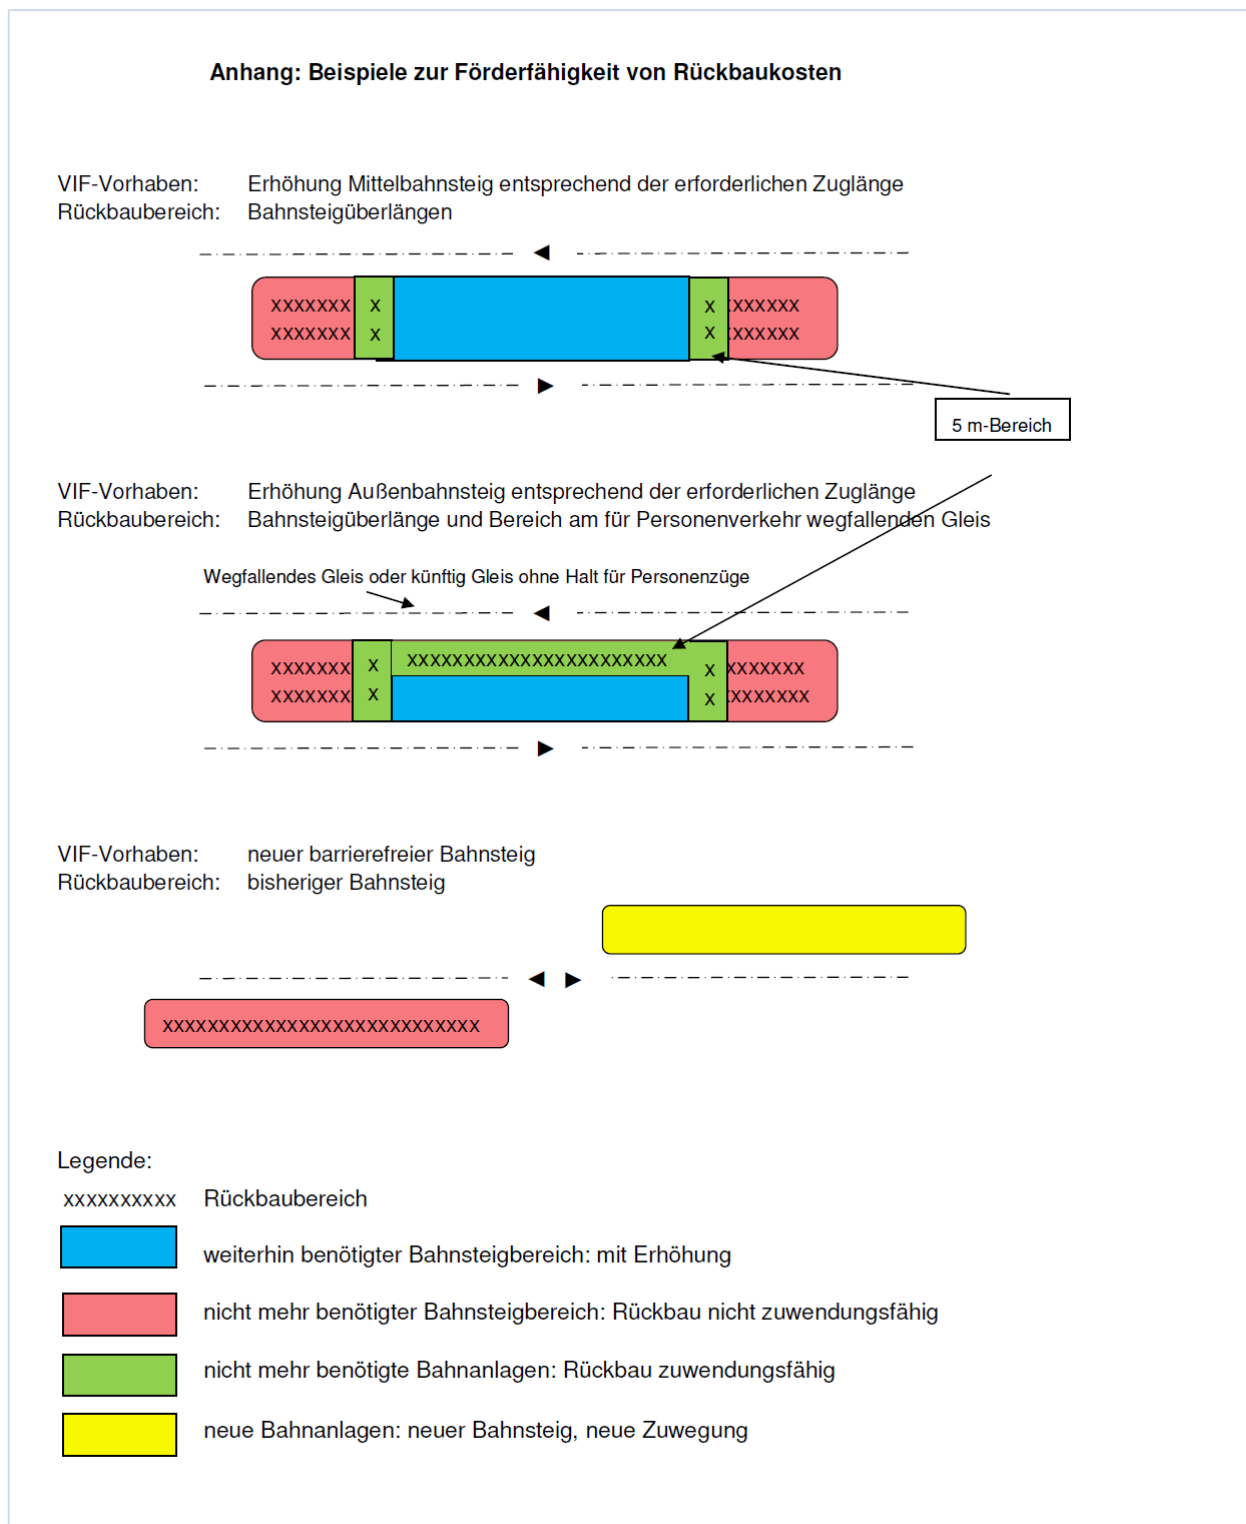 Anhang: Beispiele zur Förderfähigkeit von Rückbaukosten
VIF-Vorhaben: Erhöhung Mittelbahnsteig entsprechend der erforderlichen Zuglänge
Rückbaubereich: Bahnsteigüberlängen
xxxxxxx x x xxxxxxx
xxxxxxx x x xxxxxxx
5 m-Bereich
VIF-Vorhaben: Erhöhung Außenbahnsteig entsprechend der erforderlichen Zuglänge
Rückbaubereich: Bahnsteigüberlänge und Bereich am für Personenverkehr wegfallenden Gleis
Wegfallendes Gleis oder künftig Gleis ohne Halt für Personenzüge
xxxxxxx x xxxxxxxxxxxxxxxxxxxxxxx x xxxxxxx
xxxxxxx x x xxxxxxxx
VIF-Vorhaben: neuer barrierefreier Bahnsteig
Rückbaubereich: bisheriger Bahnsteig
xxxxxxxxxxxxxxxxxxxxxxxxxxxx
Legende:
xxxxxxxxxx Rückbaubereich
weiterhin benötigter Bahnsteigbereich: mit Erhöhung
nicht mehr benötigter Bahnsteigbereich: Rückbau nicht zuwendungsfähig
nicht mehr benötigte Bahnanlagen: Rückbau zuwendungsfähig
neue Bahnanlagen: neuer Bahnsteig, neue Zuwegung